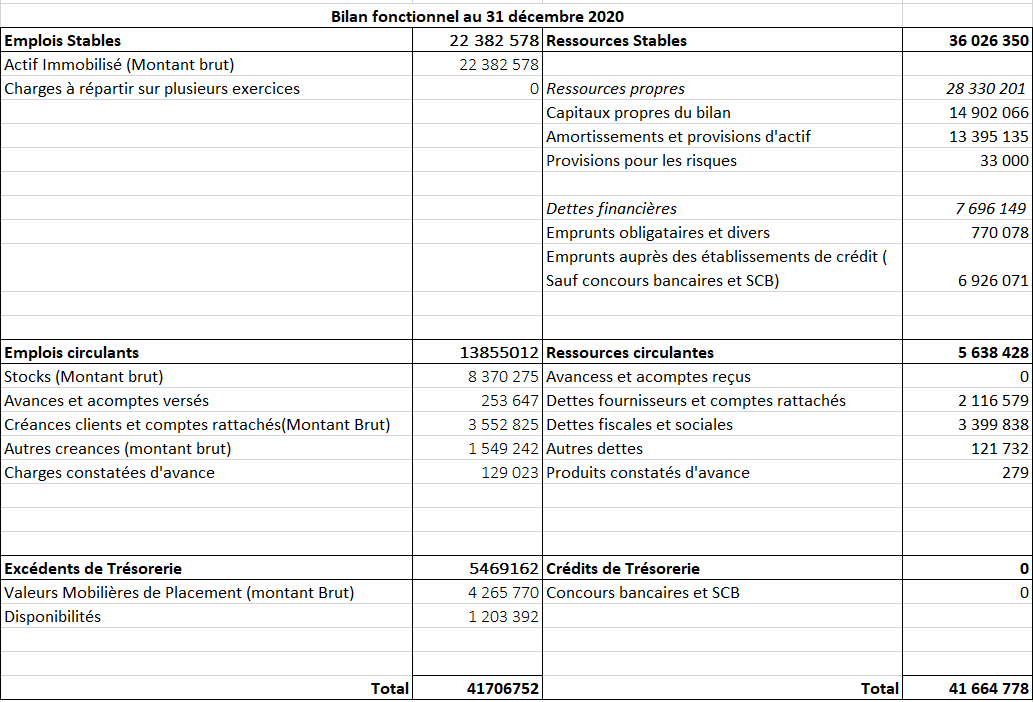 Bilan fonctionnel au 31 décembre 2020
Emplois Stables 22 382 578 Ressources Stables 36 026 350
Actif Immobilisé (Montant brut) 22 382 578
Charges à répartir sur plusieurs exercices 0 Ressources propres 28 330 201
Capitaux propres du bilan 14 902 066
Amortissements et provisions d'actif 13 395 135
Provisions pour les risques 33 000
Dettes financières 7 696 149
Emprunts obligataires et divers 770 078
Emprunts auprès des établissements de crédit (
Sauf concours bancaires et SCB) 6 926 071
Emplois circulants 13855012 Ressources circulantes 5 638 428
Stocks (Montant brut) 8 370 275 Avancess et acomptes reçus 0
Avances et acomptes versés 253 647 Dettes fournisseurs et comptes rattachés 2 116 579
Créances clients et comptes rattachés(Montant Brut) 3 552 825 Dettes fiscales et sociales 3 399 838
Autres creances (montant brut) 1 549 242 Autres dettes 121 732
Charges constatées d'avance 129 023 Produits constatés d'avance 279
Excédents de Trésorerie 5469162 Crédits de Trésorerie 0
Valeurs Mobilières de Placement (montant Brut) 4 265 770 Concours bancaires et SCB 0
Disponibilités 1 203 392
Total 41706752 Total 41 664 778